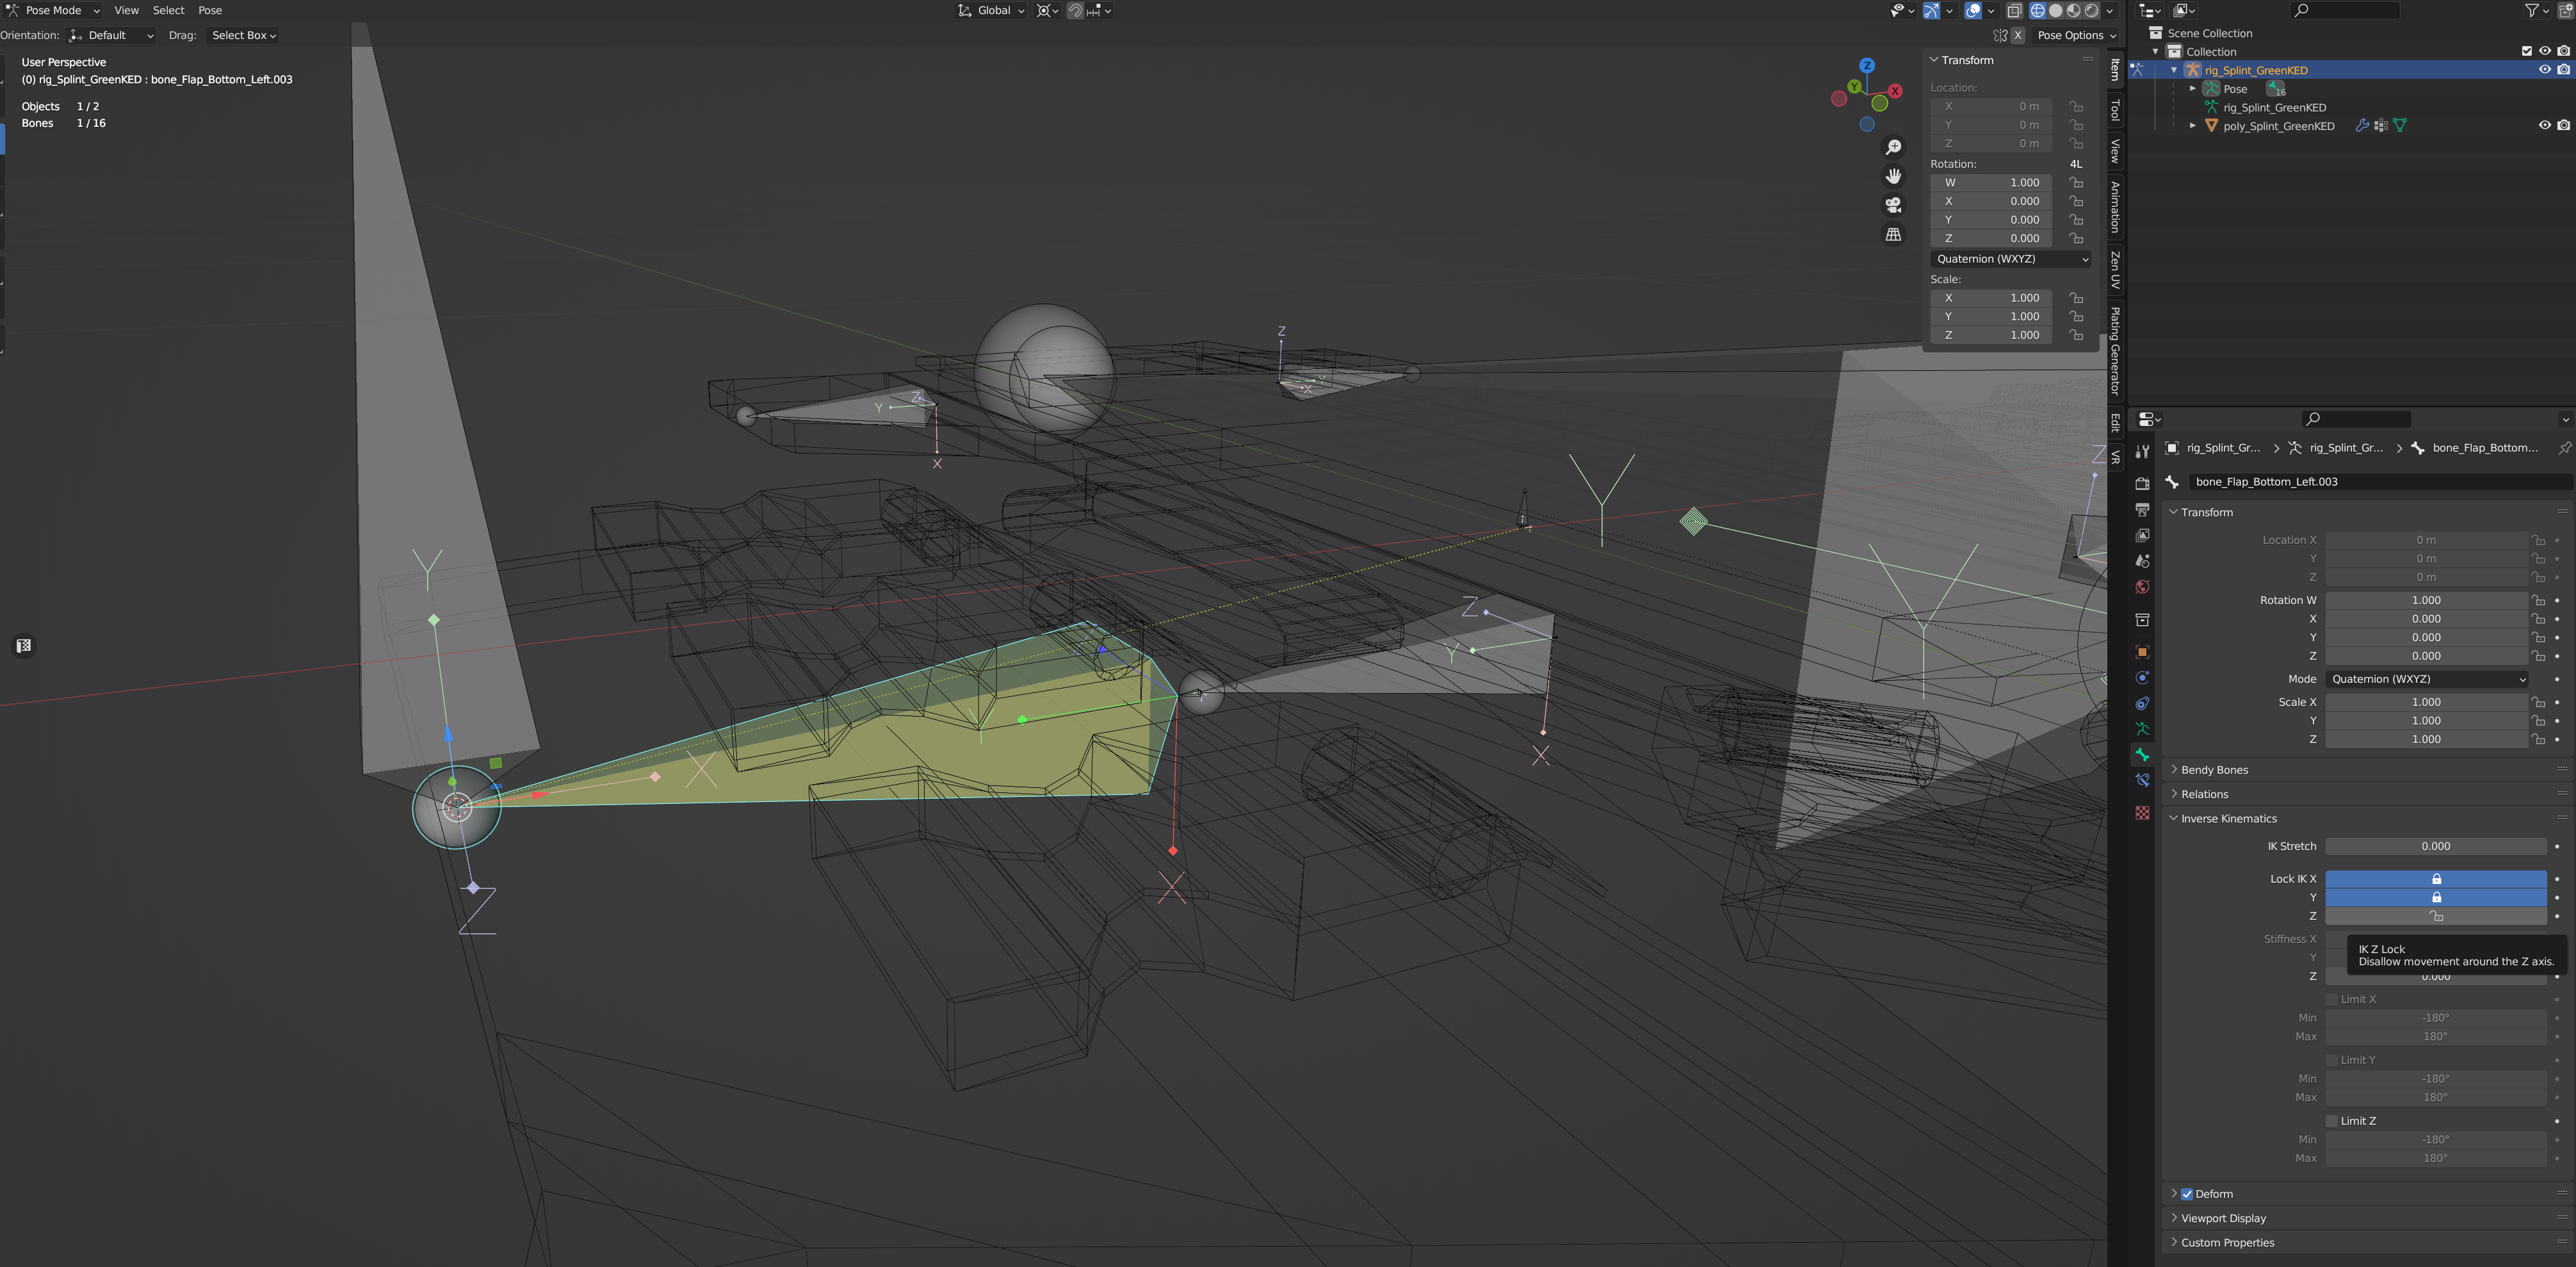 Pose Mode View Select Pose Global
Orientation: Default Drag: Select Box X Pose Options
User Perspective
(0) rig_Splint_GreenKED : bone_Flap_Bottom_Left.003
Objects 1 / 2
Bones 1 / 16
Z
Y
X
Transform
Location:
X 0 m
Y 0 m
Z 0 m
Rotation: 4L
W 1.000
X 0.000
Y 0.000
Z 0.000
Quaternion (WXYZ)
Scale:
X 1.000
Y 1.000
Z 1.000
Item
Tool
View
Animation
Zen UV
Plating Generator
Edit
VR
Z
Y
X
Y
Z
X
Y
Y
Z
Y
Z
X
Y
X
Z
Y
X
Z
Scene Collection
Collection
rig_Splint_GreenKED
Pose 16
rig_Splint_GreenKED
poly_Splint_GreenKED
rig_Splint_Gr... rig_Splint_Gr... bone_Flap_Bottom...
bone_Flap_Bottom_Left.003
Transform
Location X 0 m
Y 0 m
Z 0 m
Rotation W 1.000
X 0.000
Y 0.000
Z 0.000
Mode Quaternion (WXYZ)
Scale X 1.000
Y 1.000
Z 1.000
Bendy Bones
Relations
Inverse Kinematics
IK Stretch 0.000
Lock IK X
Y
Z
Stiffness X
Y
Z 0.000
IK Z Lock
Disallow movement around the Z axis.
Limit X
Min -180°
Max 180°
Limit Y
Min -180°
Max 180°
Limit Z
Min -180°
Max 180°
Deform
Viewport Display
Custom Properties